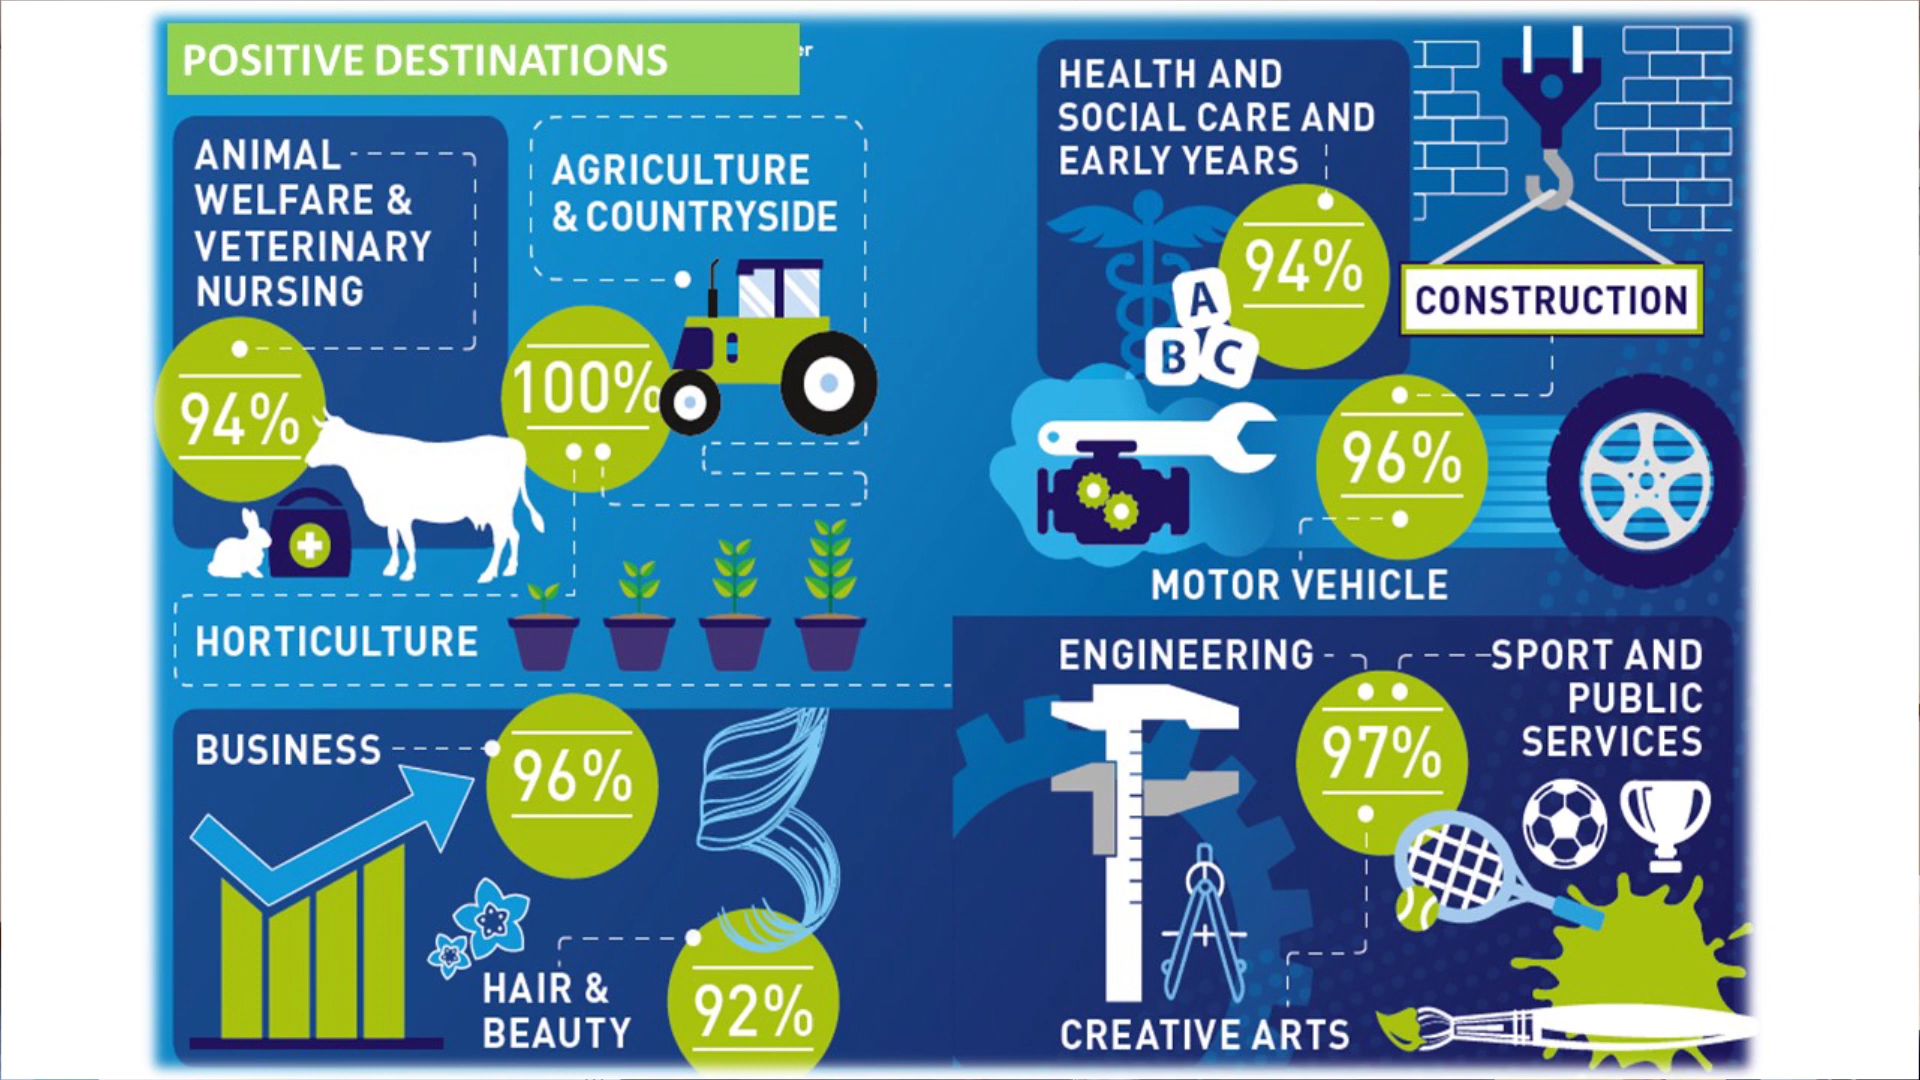 POSITIVE DESTINATIONS
er
ANIMAL
WELFARE &
VETERINARY
NURSING
94%
AGRICULTURE
& COUNTRYSIDE
100%
HORTICULTURE
BUSINESS
96%
HAIR &
BEAUTY
92%
HEALTH AND
SOCIAL CARE AND
EARLY YEARS
94%
A
B C
CONSTRUCTION
96%
MOTOR VEHICLE
ENGINEERING
SPORT AND
PUBLIC
SERVICES
97%
CREATIVE ARTS